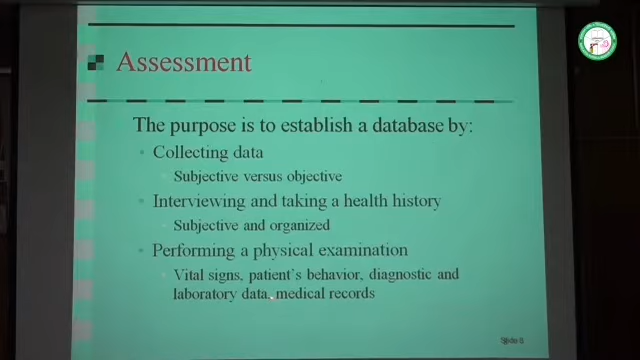 Assessment
The purpose is to establish a database by:
Collecting data
Subjective versus objective
Interviewing and taking a health history
Subjective and organized
Performing a physical examination
Vital signs, patient's behavior, diagnostic and
laboratory data, medical records